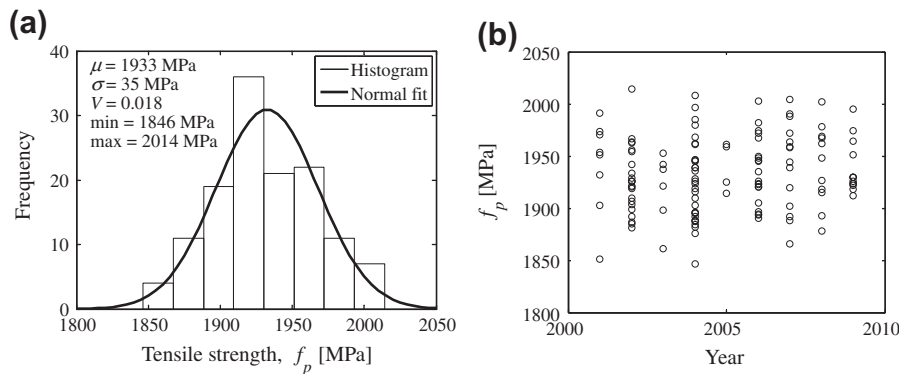 (a)
40
30
20
10
0
Frequency
μ = 1933 MPa
σ = 35 MPa
V = 0.018
min = 1846 MPa
max = 2014 MPa
Histogram
Normal fit
1800 1850 1900 1950 2000 2050
Tensile strength, f_p [MPa]
(b)
2050
2000
1950
1900
1850
1800
f_p [MPa]
2000 2005 2010
Year